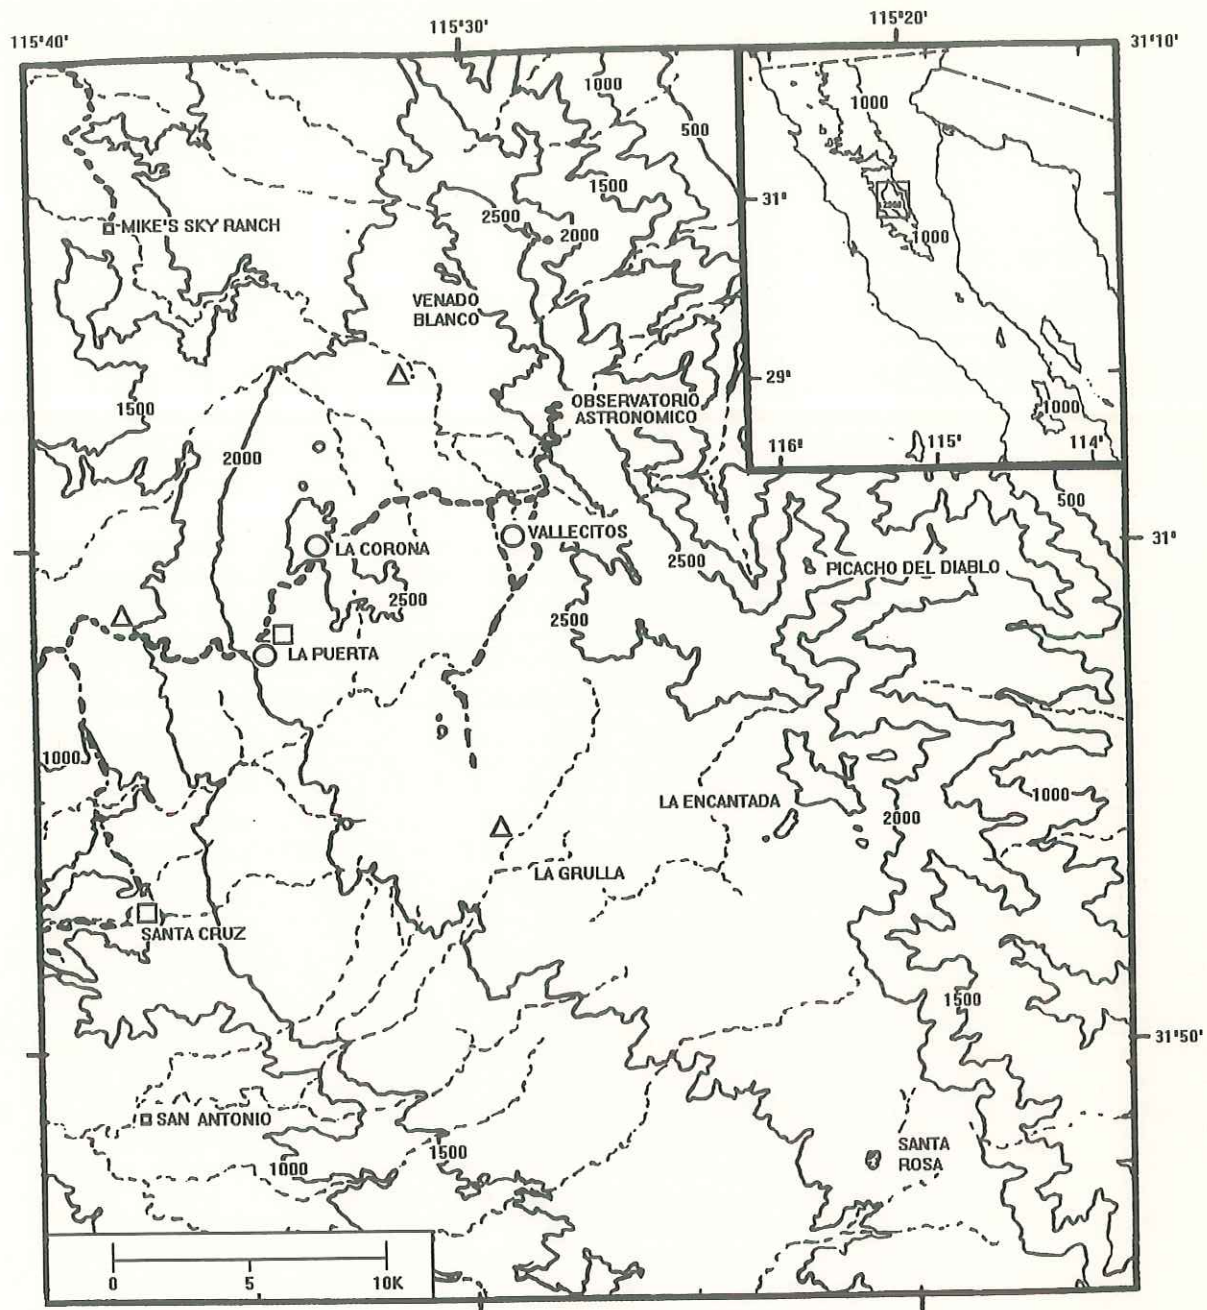 115°40'
115°30'
115°20'
31°10'
1000
500
1500
2500
2000
MIKE'S SKY RANCH
VENADO
BLANCO
1000
31°
2000
1000
29°
1000
116°
115°
114°
OBSERVATORIO
ASTRONOMICO
1500
2000
500
31°
LA CORONA
VALLECITOS
2500
PICACHO DEL DIABLO
2500
2500
LA PUERTA
1000
LA ENCANTADA
1000
2000
LA GRULLA
SANTA CRUZ
1500
31°50'
SAN ANTONIO
1000
1500
SANTA
ROSA
0 5 10K